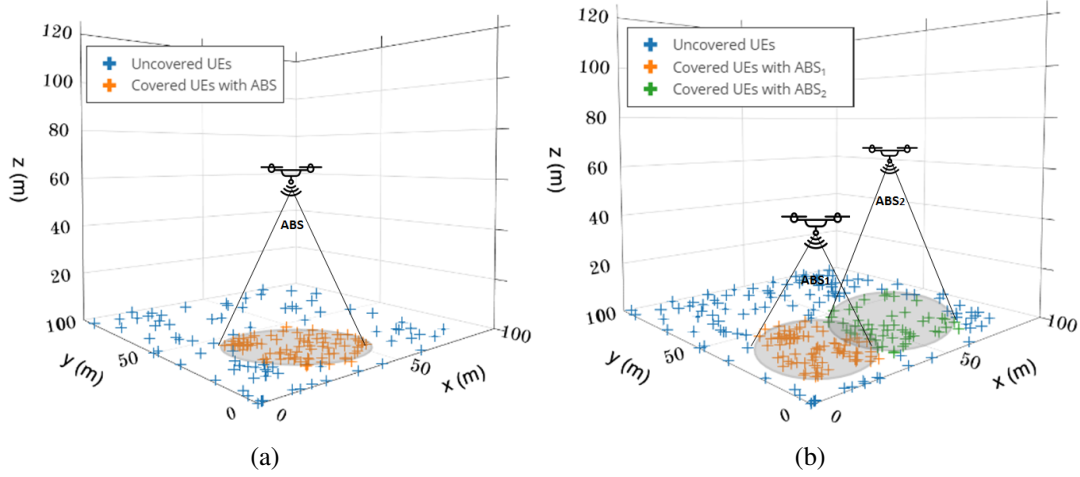 120
100
80
60
40
20
100
z (m)
Uncovered UEs
Covered UEs with ABS
ABS
y (m)
50
0
0
50
100
x (m)
(a)
120
100
80
60
40
20
100
z (m)
Uncovered UEs
Covered UEs with ABS₁
Covered UEs with ABS₂
ABS₂
ABS₁
y (m)
50
0
0
50
100
x (m)
(b)